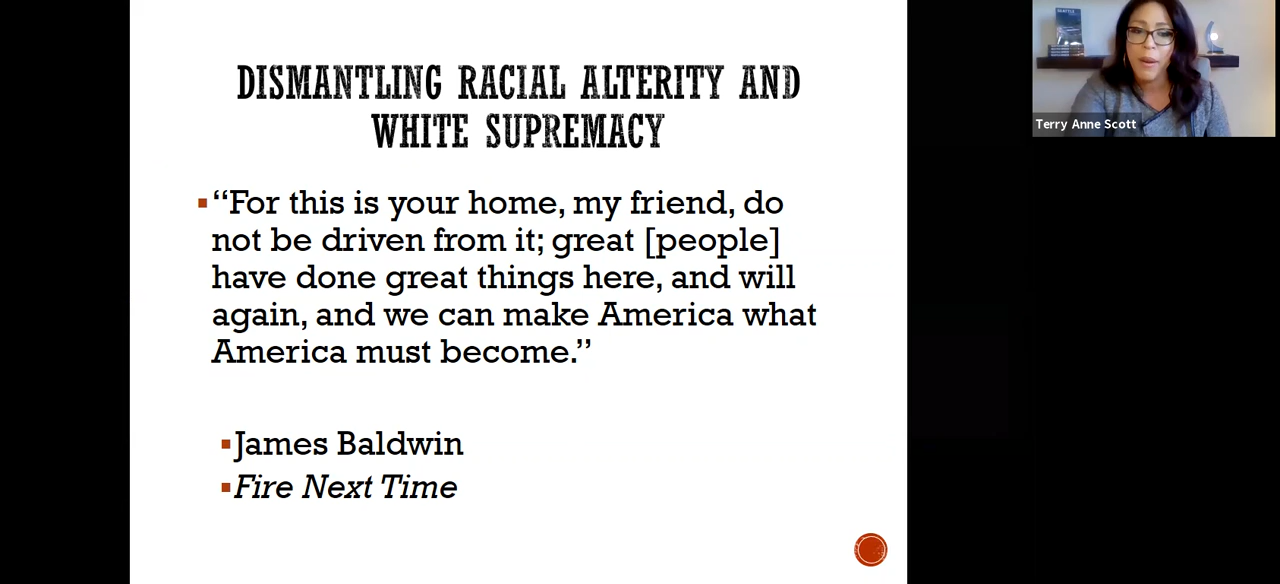 DISMANTLING RACIAL ALTERITY AND
WHITE SUPREMACY
▪“For this is your home, my friend, do
not be driven from it; great [people]
have done great things here, and will
again, and we can make America what
America must become.”
▪James Baldwin
▪Fire Next Time
SEATTLE
Terry Anne Scott